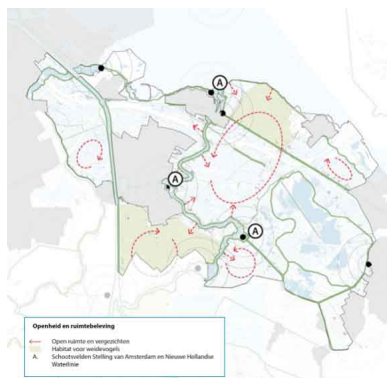 A
A
A
Openheid en ruimtebeleving
Open ruimte en vergezichten
Habitat voor weidevogels
A. Schootsvelden Stelling van Amsterdam en Nieuwe Hollandse
Waterlinie